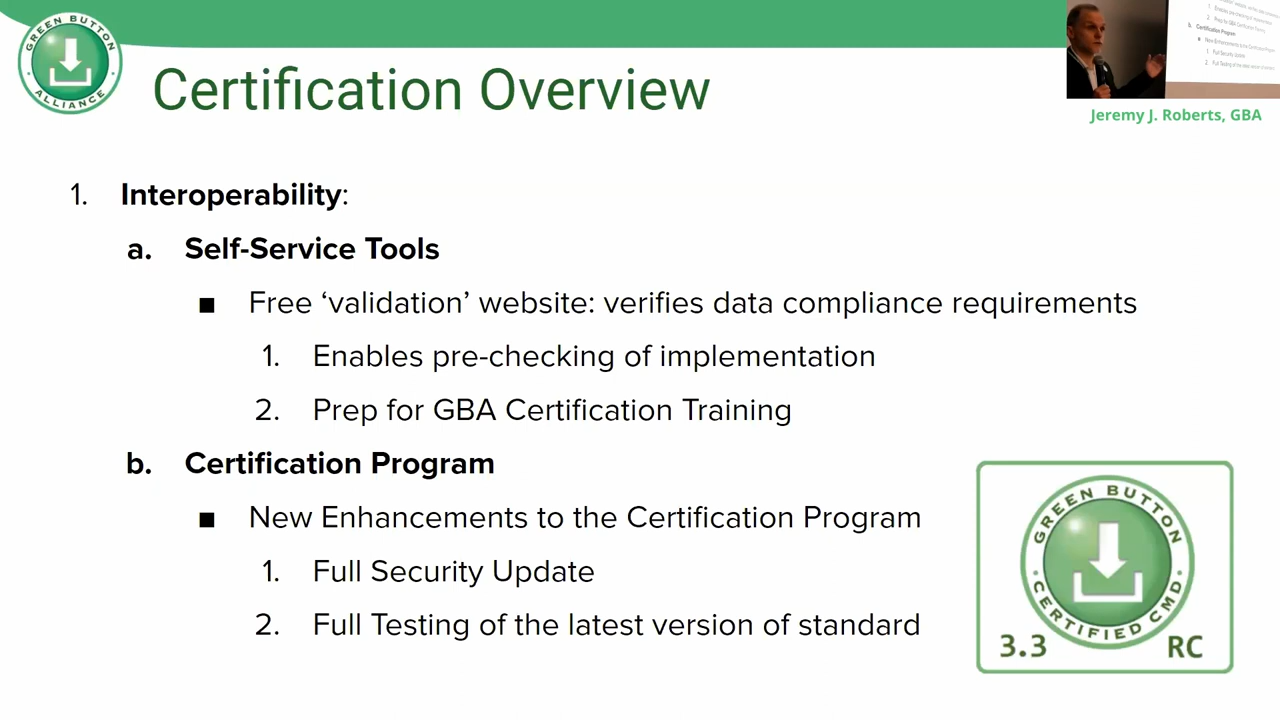 GREEN BUTTON
ALLIANCE
Certification Overview
Jeremy J. Roberts, GBA
1. Interoperability:
a. Self-Service Tools
■ Free ‘validation’ website: verifies data compliance requirements
1. Enables pre-checking of implementation
2. Prep for GBA Certification Training
b. Certification Program
■ New Enhancements to the Certification Program
1. Full Security Update
2. Full Testing of the latest version of standard
GREEN BUTTON
CERTIFIED CMD
3.3 RC